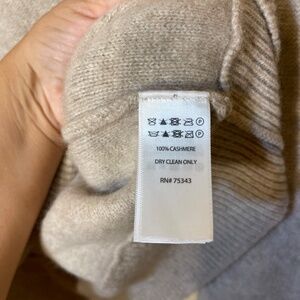 100% CASHMERE
DRY CLEAN ONLY
RN# 75343